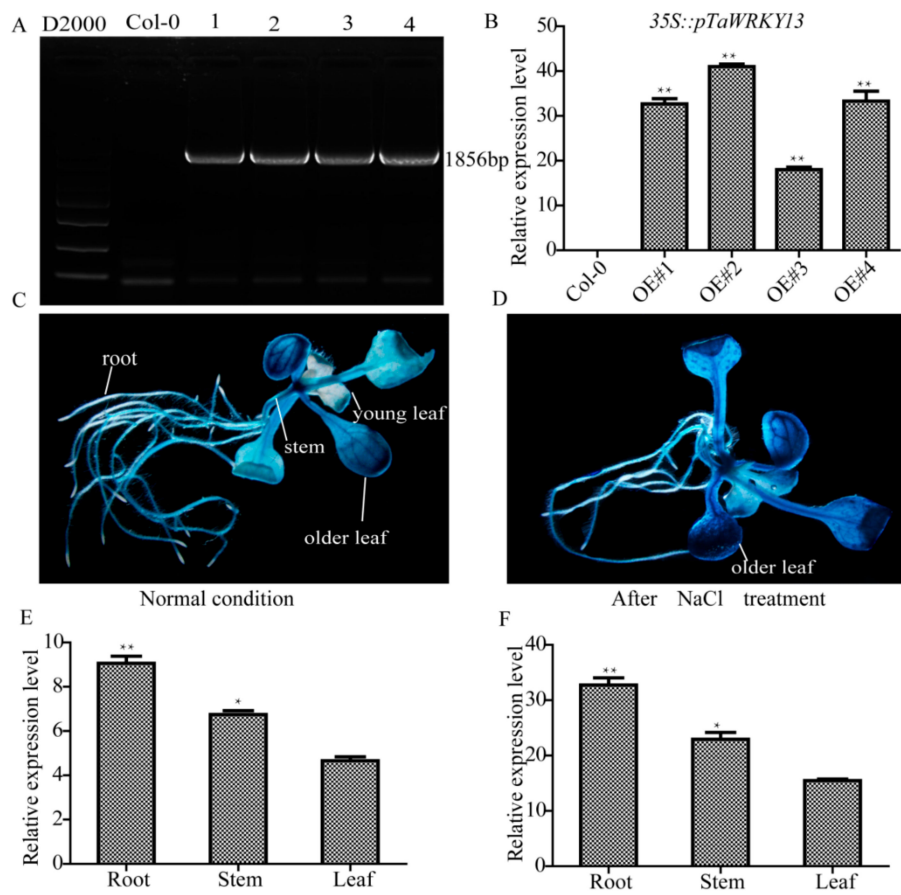 A
D2000 Col-0 1 2 3 4
1856bp
B
35S::pTaWRKY13
Relative expression level
50
40
30
20
10
0
** ** ** **
Col-0 OE#1 OE#2 OE#3 OE#4
C
root
stem
young leaf
older leaf
Normal condition
D
older leaf
After NaCl treatment
E
Relative expression level
10
8
6
4
2
0
** *
Root Stem Leaf
F
Relative expression level
40
30
20
10
0
** *
Root Stem Leaf